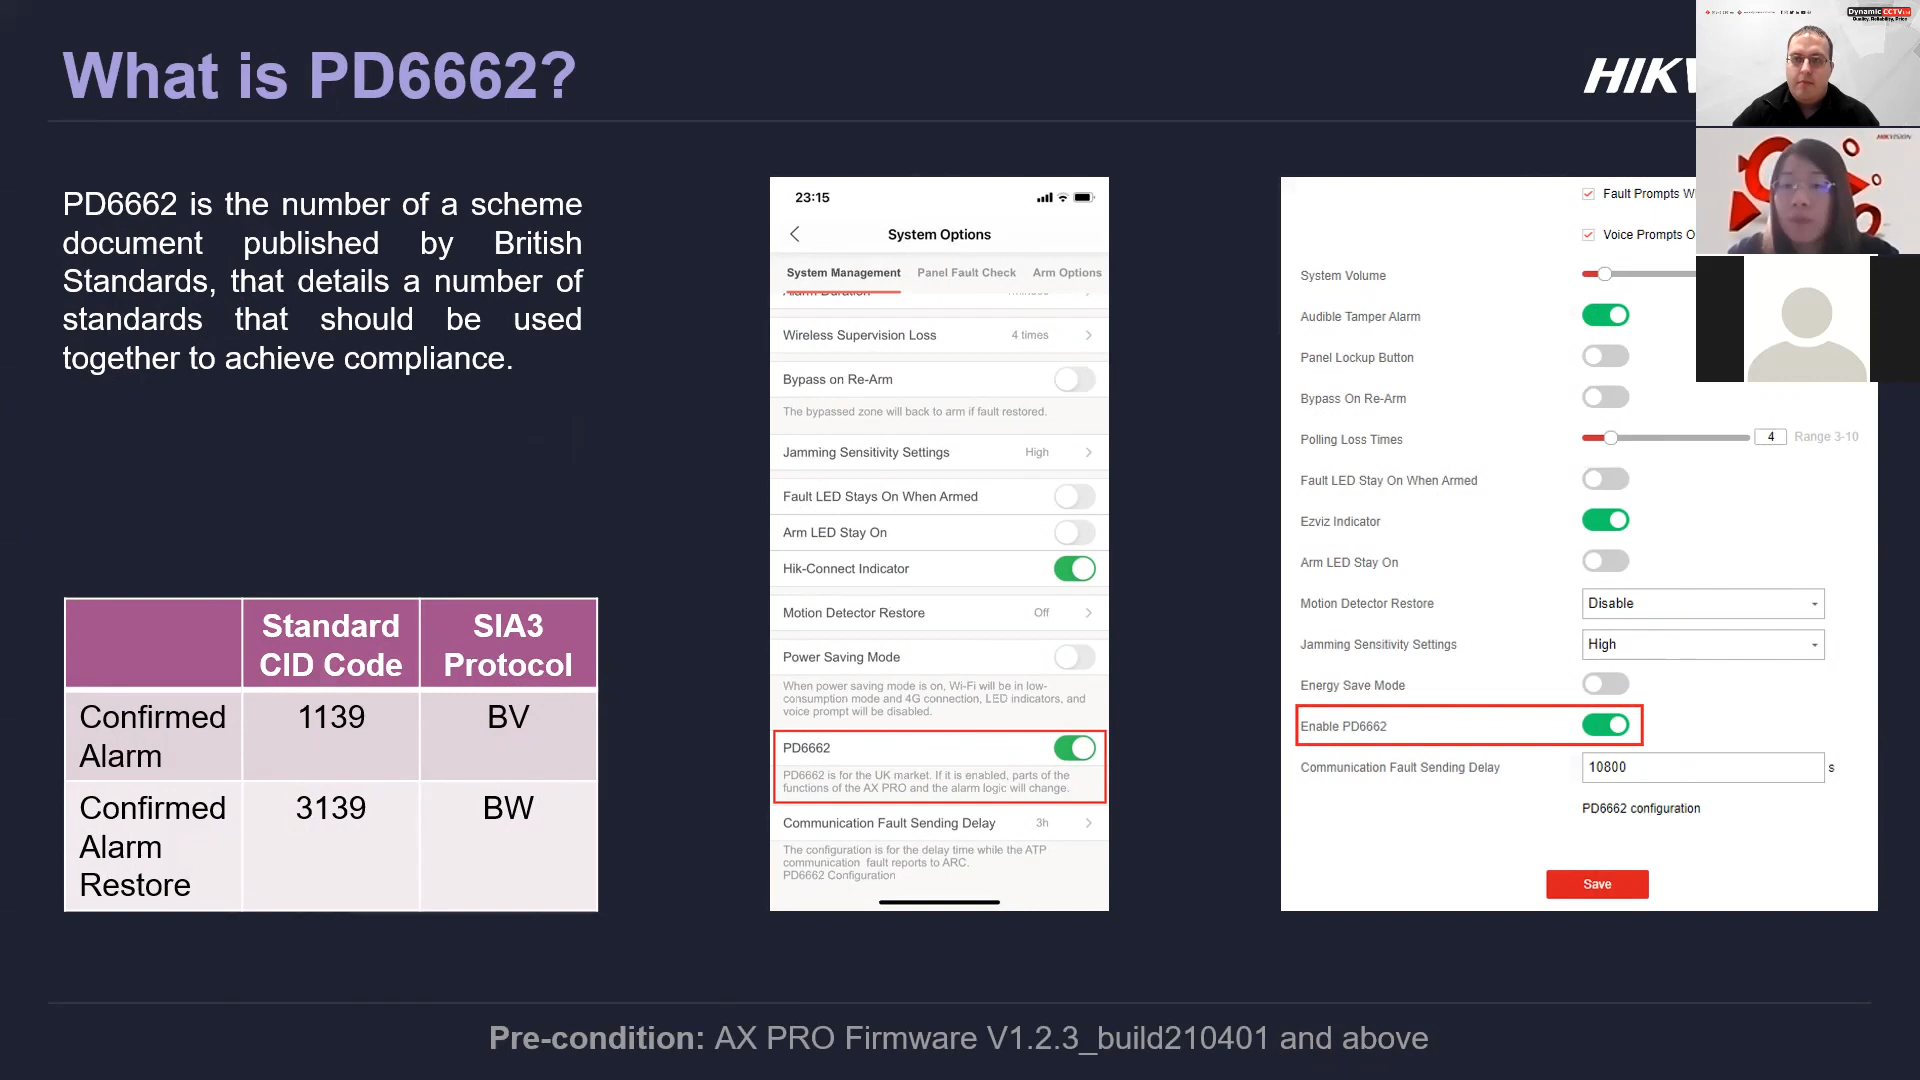 What is PD6662?
PD6662 is the number of a scheme
document published by British
Standards, that details a number of
standards that should be used
together to achieve compliance.
Standard
CID Code
SIA3
Protocol
Confirmed
Alarm
1139
BV
Confirmed
Alarm
Restore
3139
BW
23:15
System Options
System Management
Panel Fault Check
Arm Options
Alarm Duration
Wireless Supervision Loss
4 times
Bypass on Re-Arm
The bypassed zone will back to arm if fault restored.
Jamming Sensitivity Settings
High
Fault LED Stays On When Armed
Arm LED Stay On
Hik-Connect Indicator
Motion Detector Restore
Off
Power Saving Mode
When power saving mode is on, Wi-Fi will be in low-
consumption mode and 4G connection, LED indicators, and
voice prompt will be disabled.
PD6662
PD6662 is for the UK market. If it is enabled, parts of the
functions of the AX PRO and the alarm logic will change.
Communication Fault Sending Delay
3h
The configuration is for the delay time while the ATP
communication fault reports to ARC.
PD6662 Configuration
HIK
Fault Prompts
Voice Prompts
System Volume
Audible Tamper Alarm
Panel Lockup Button
Bypass On Re-Arm
Polling Loss Times
4
Range 3-10
Fault LED Stay On When Armed
Ezviz Indicator
Arm LED Stay On
Motion Detector Restore
Disable
Jamming Sensitivity Settings
High
Energy Save Mode
Enable PD6662
Communication Fault Sending Delay
10800
s
PD6662 configuration
Save
Dynamic CCTV
Quality, Reliability, Price
HIKVISION
Pre-condition: AX PRO Firmware V1.2.3_build210401 and above